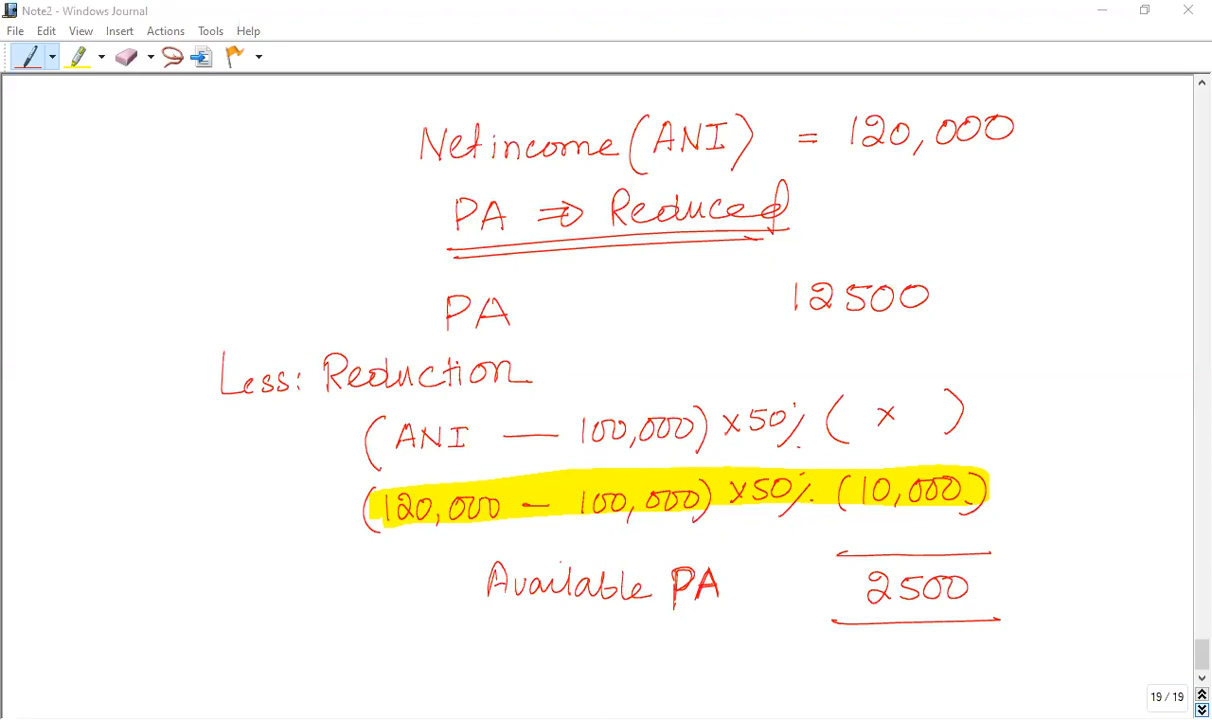 Note2 - Windows Journal
File Edit View Insert Actions Tools Help
Net income (ANI) = 120,000
PA ⇒ Reduced
PA 12500
Less: Reduction
(ANI — 100,000) x 50% ( x )
(120,000 — 100,000) x 50% (10,000)
Available PA 2500
19 / 19